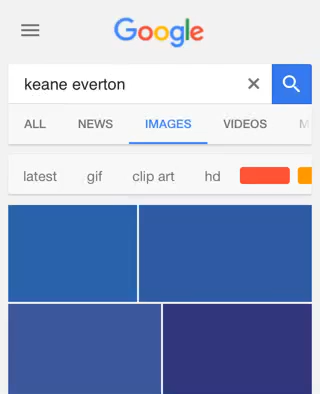 Google
keane everton
ALL NEWS IMAGES VIDEOS M
latest gif clip art hd